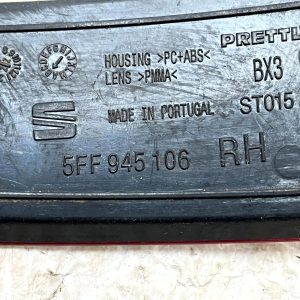 PRETTL
HOUSING >PC+ABS<
LENS >PMMA<
BX3
MADE IN PORTUGAL
ST015
5FF 945 106 RH